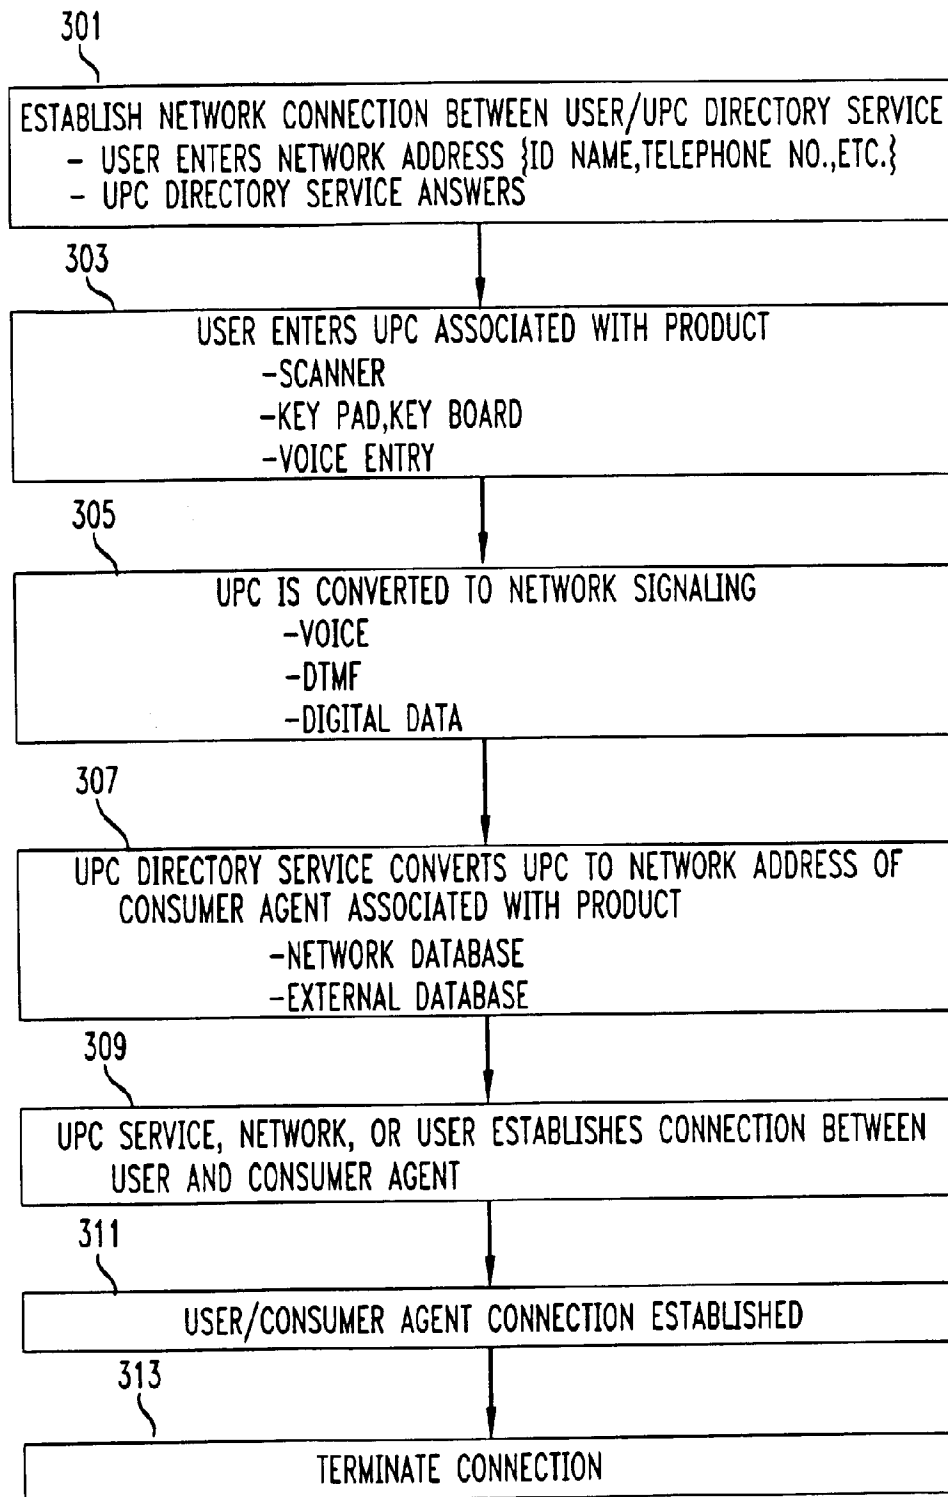 301
ESTABLISH NETWORK CONNECTION BETWEEN USER/UPC DIRECTORY SERVICE
- USER ENTERS NETWORK ADDRESS {ID NAME,TELEPHONE NO.,ETC.{
- UPC DIRECTORY SERVICE ANSWERS
303
USER ENTERS UPC ASSOCIATED WITH PRODUCT
-SCANNER
-KEY PAD,KEY BOARD
-VOICE ENTRY
305
UPC IS CONVERTED TO NETWORK SIGNALING
-VOICE
-DTMF
-DIGITAL DATA
307
UPC DIRECTORY SERVICE CONVERTS UPC TO NETWORK ADDRESS OF
CONSUMER AGENT ASSOCIATED WITH PRODUCT
-NETWORK DATABASE
-EXTERNAL DATABASE
309
UPC SERVICE, NETWORK, OR USER ESTABLISHES CONNECTION BETWEEN
USER AND CONSUMER AGENT
311
USER/CONSUMER AGENT CONNECTION ESTABLISHED
313
TERMINATE CONNECTION